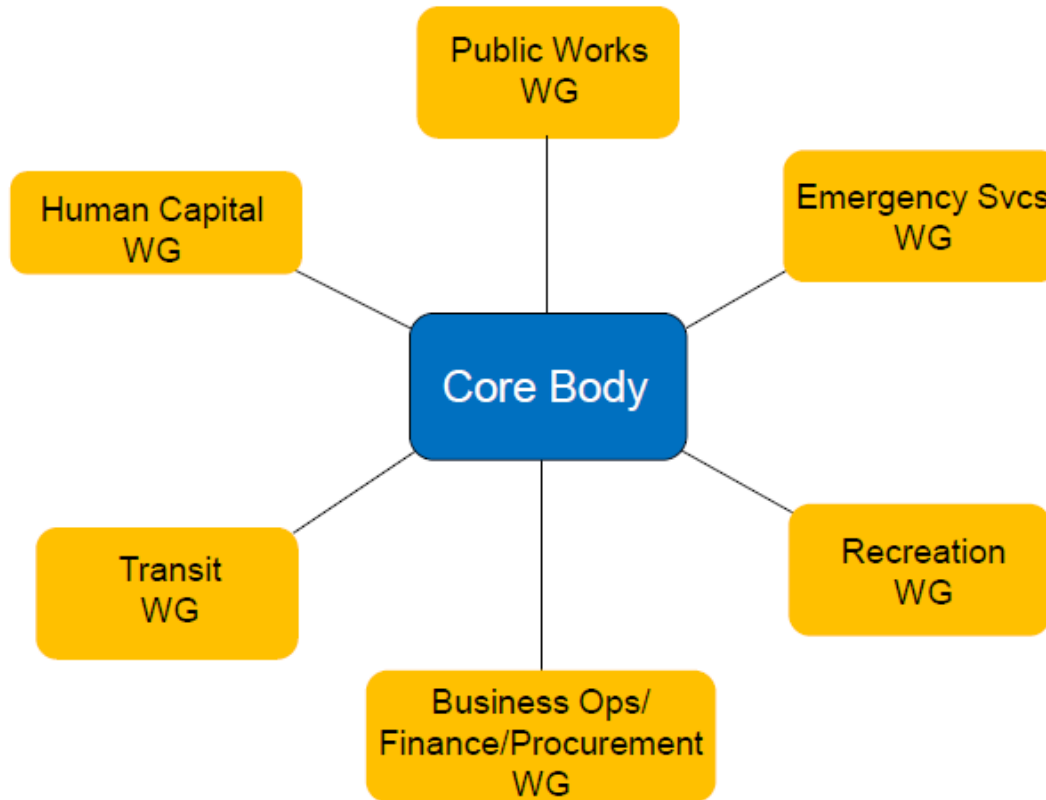 Public Works
WG
Human Capital
WG
Emergency Svcs
WG
Core Body
Transit
WG
Recreation
WG
Business Ops/
Finance/Procurement
WG